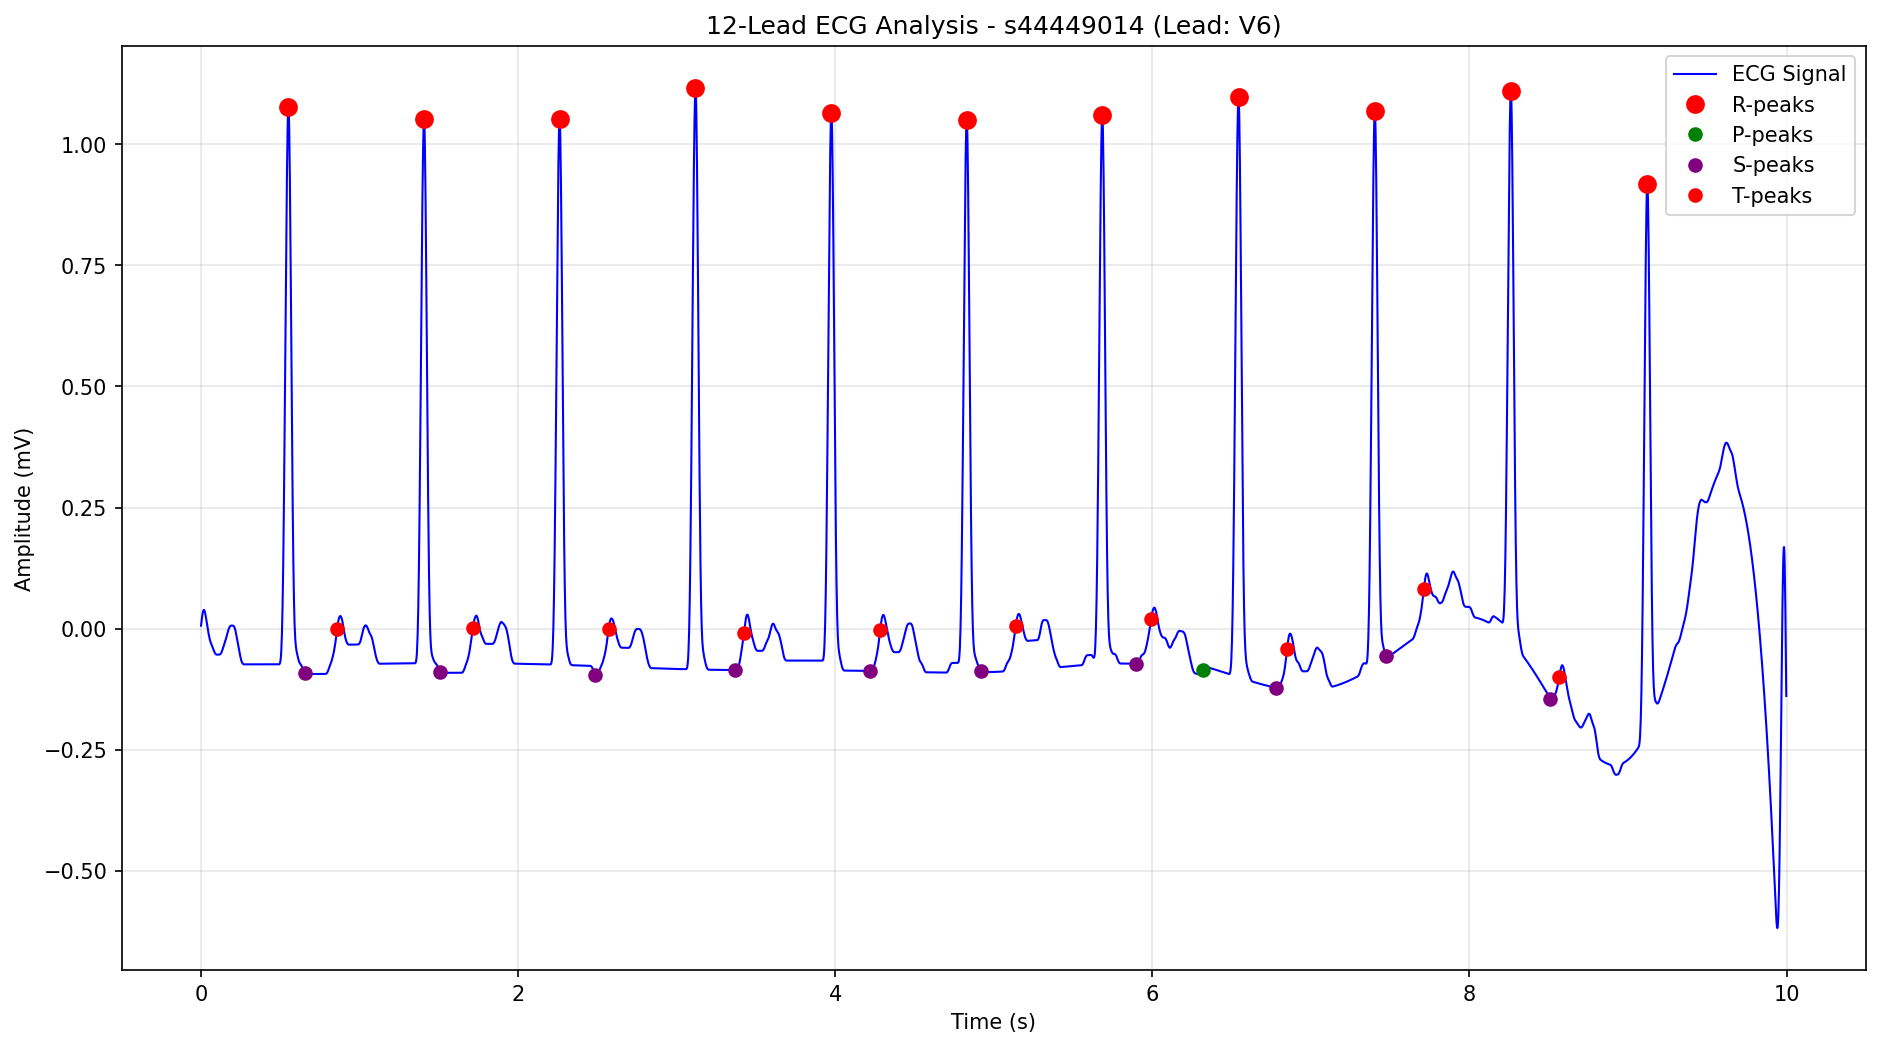 12-Lead ECG Analysis - s44449014 (Lead: V6)
ECG Signal
R-peaks
P-peaks
S-peaks
T-peaks
Amplitude (mV)
1.00
0.75
0.50
0.25
0.00
−0.25
−0.50
0 2 4 6 8 10
Time (s)